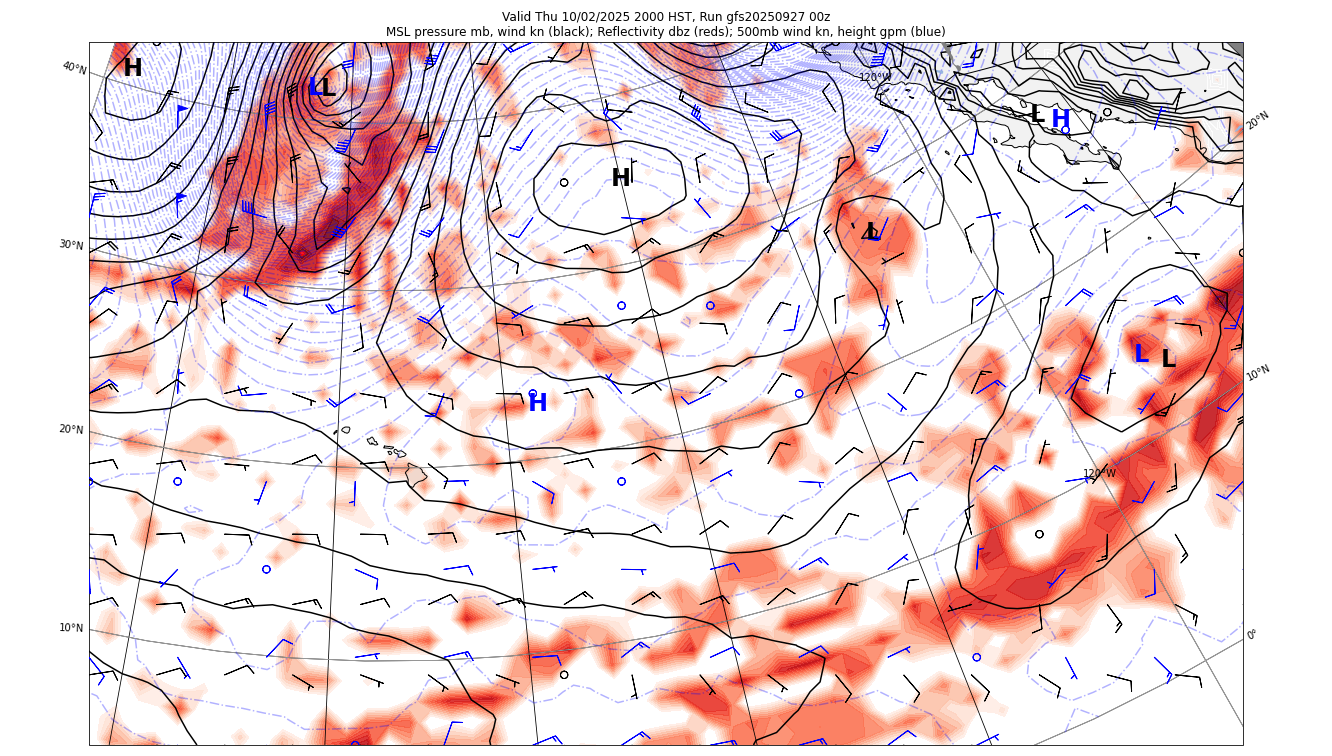 Valid Thu 10/02/2025 2000 HST, Run gfs20250927 00z
MSL pressure mb, wind kn (black); Reflectivity dbz (reds); 500mb wind kn, height gpm (blue)
40°N
H
L L
120°W
L H
20°N
H
30°N
L L
L L
10°N
H
20°N
120°W
10°N
0°